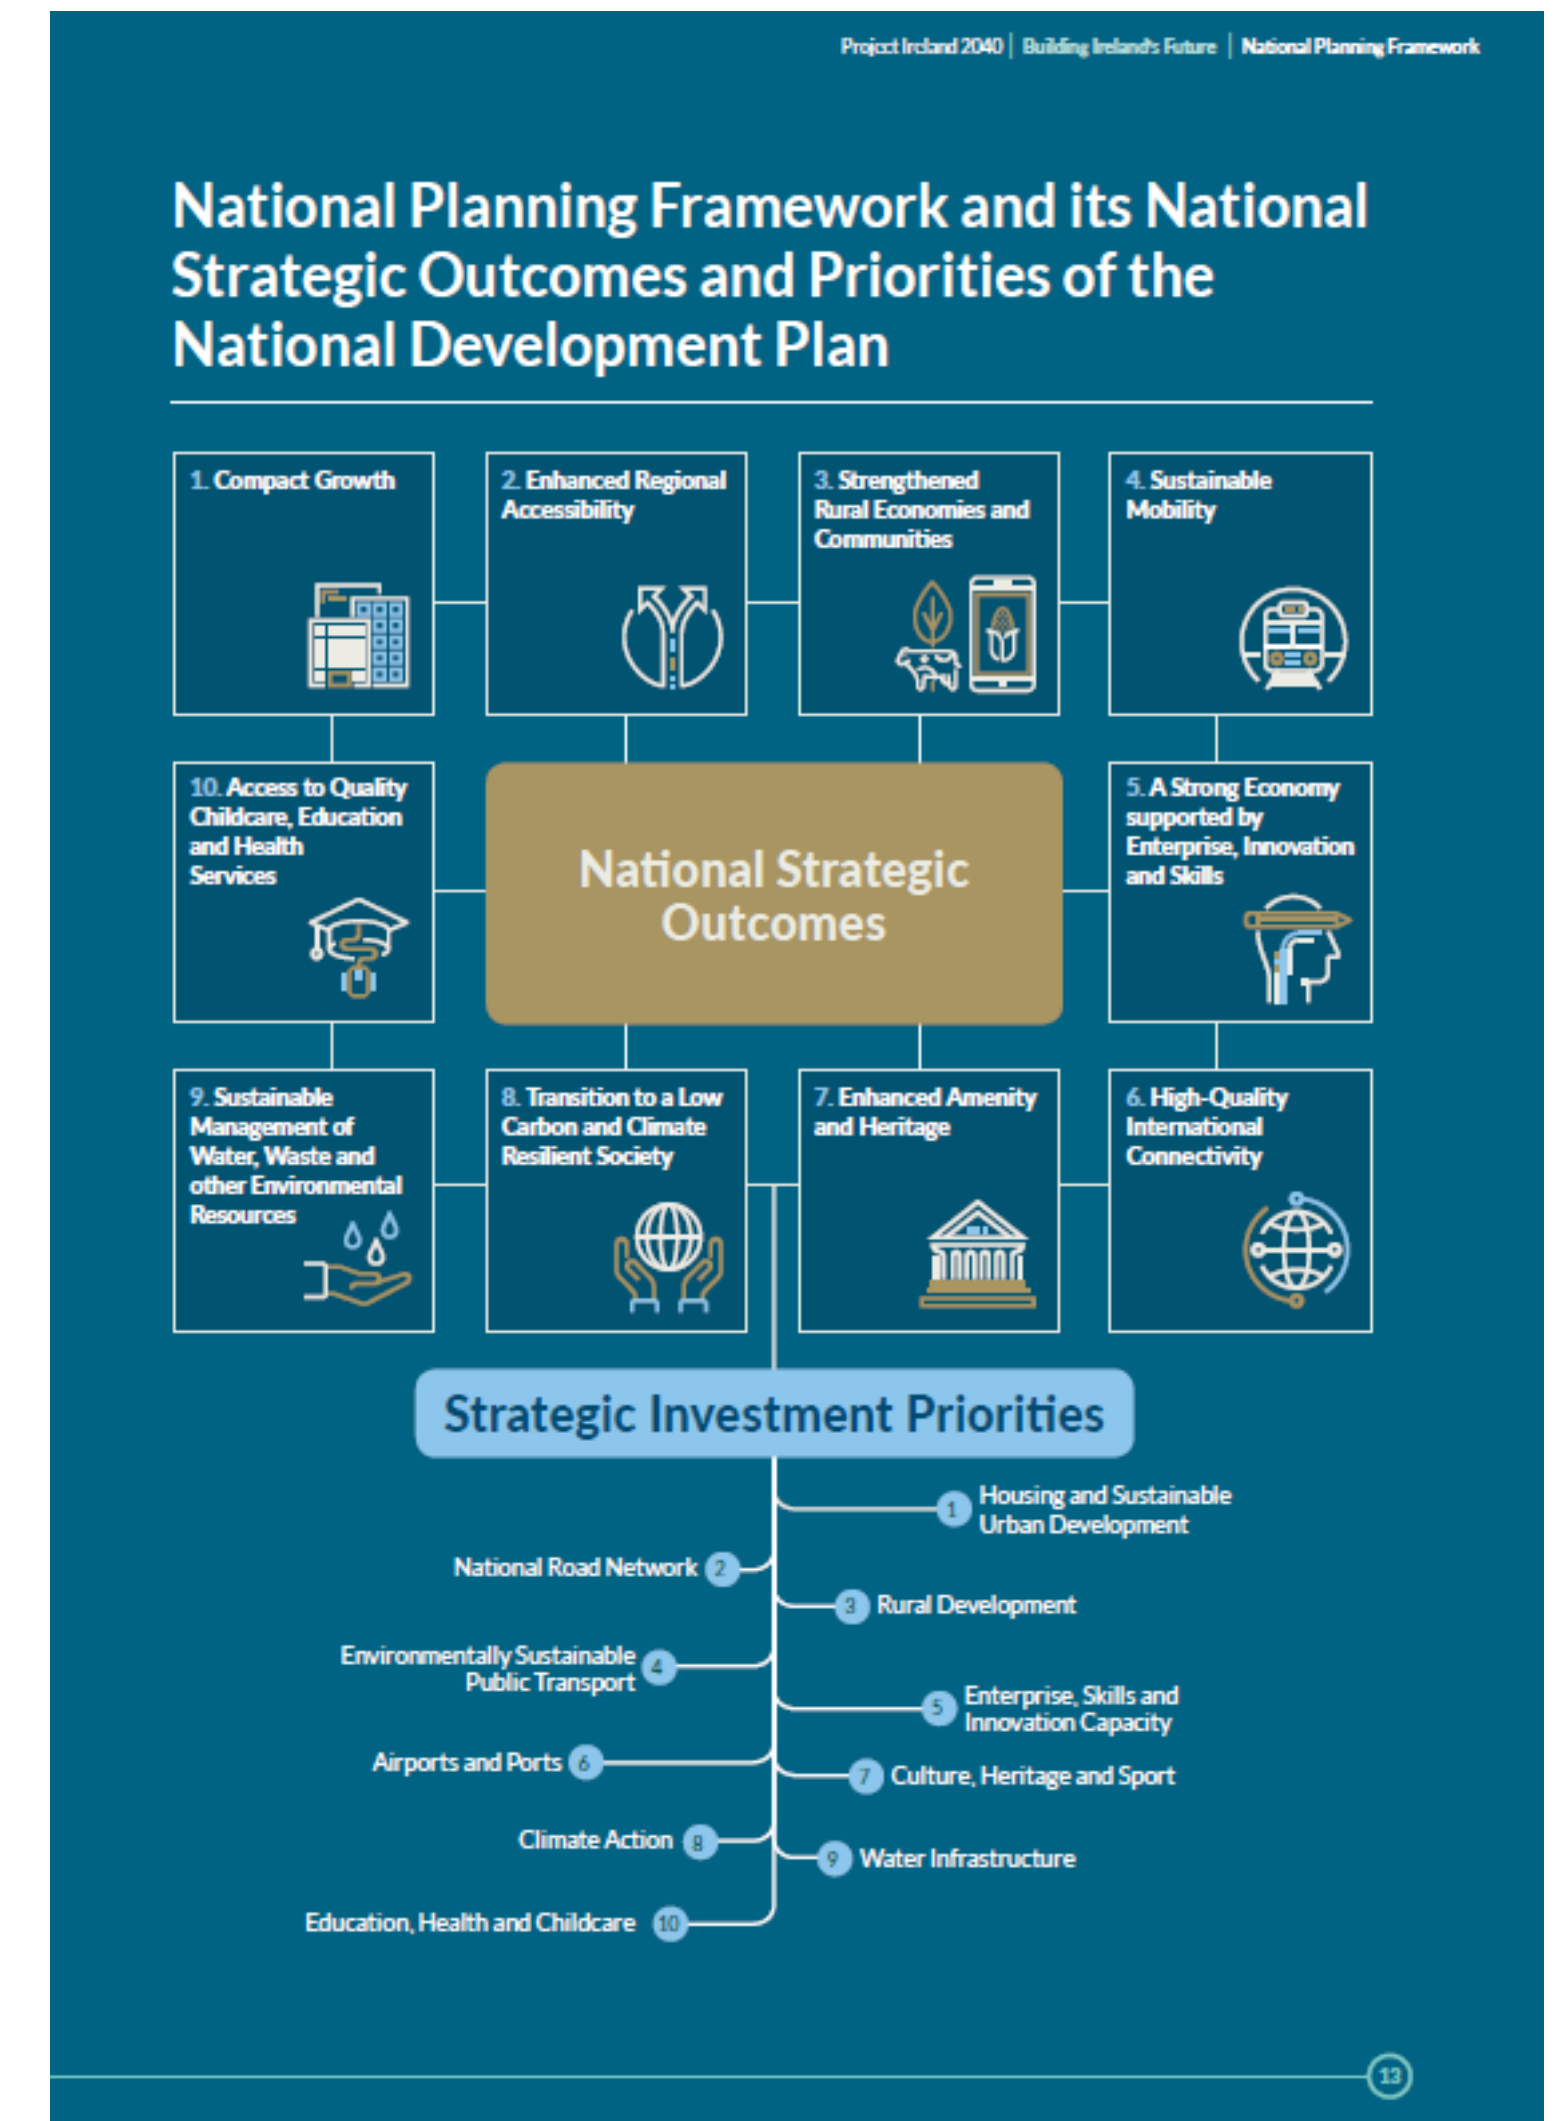 Project Ireland 2040 | Building Ireland's Future | National Planning Framework
National Planning Framework and its National
Strategic Outcomes and Priorities of the
National Development Plan
1. Compact Growth
2. Enhanced Regional
Accessibility
3. Strengthened
Rural Economies and
Communities
4. Sustainable
Mobility
10. Access to Quality
Childcare, Education
and Health
Services
National Strategic
Outcomes
5. A Strong Economy
supported by
Enterprise, Innovation
and Skills
9. Sustainable
Management of
Water, Waste and
other Environmental
Resources
8. Transition to a Low
Carbon and Climate
Resilient Society
7. Enhanced Amenity
and Heritage
6. High-Quality
International
Connectivity
Strategic Investment Priorities
1 Housing and Sustainable
Urban Development
National Road Network 2
3 Rural Development
Environmentally Sustainable
Public Transport 4
5 Enterprise, Skills and
Innovation Capacity
Airports and Ports 6
7 Culture, Heritage and Sport
Climate Action 8
9 Water Infrastructure
Education, Health and Childcare 10
13